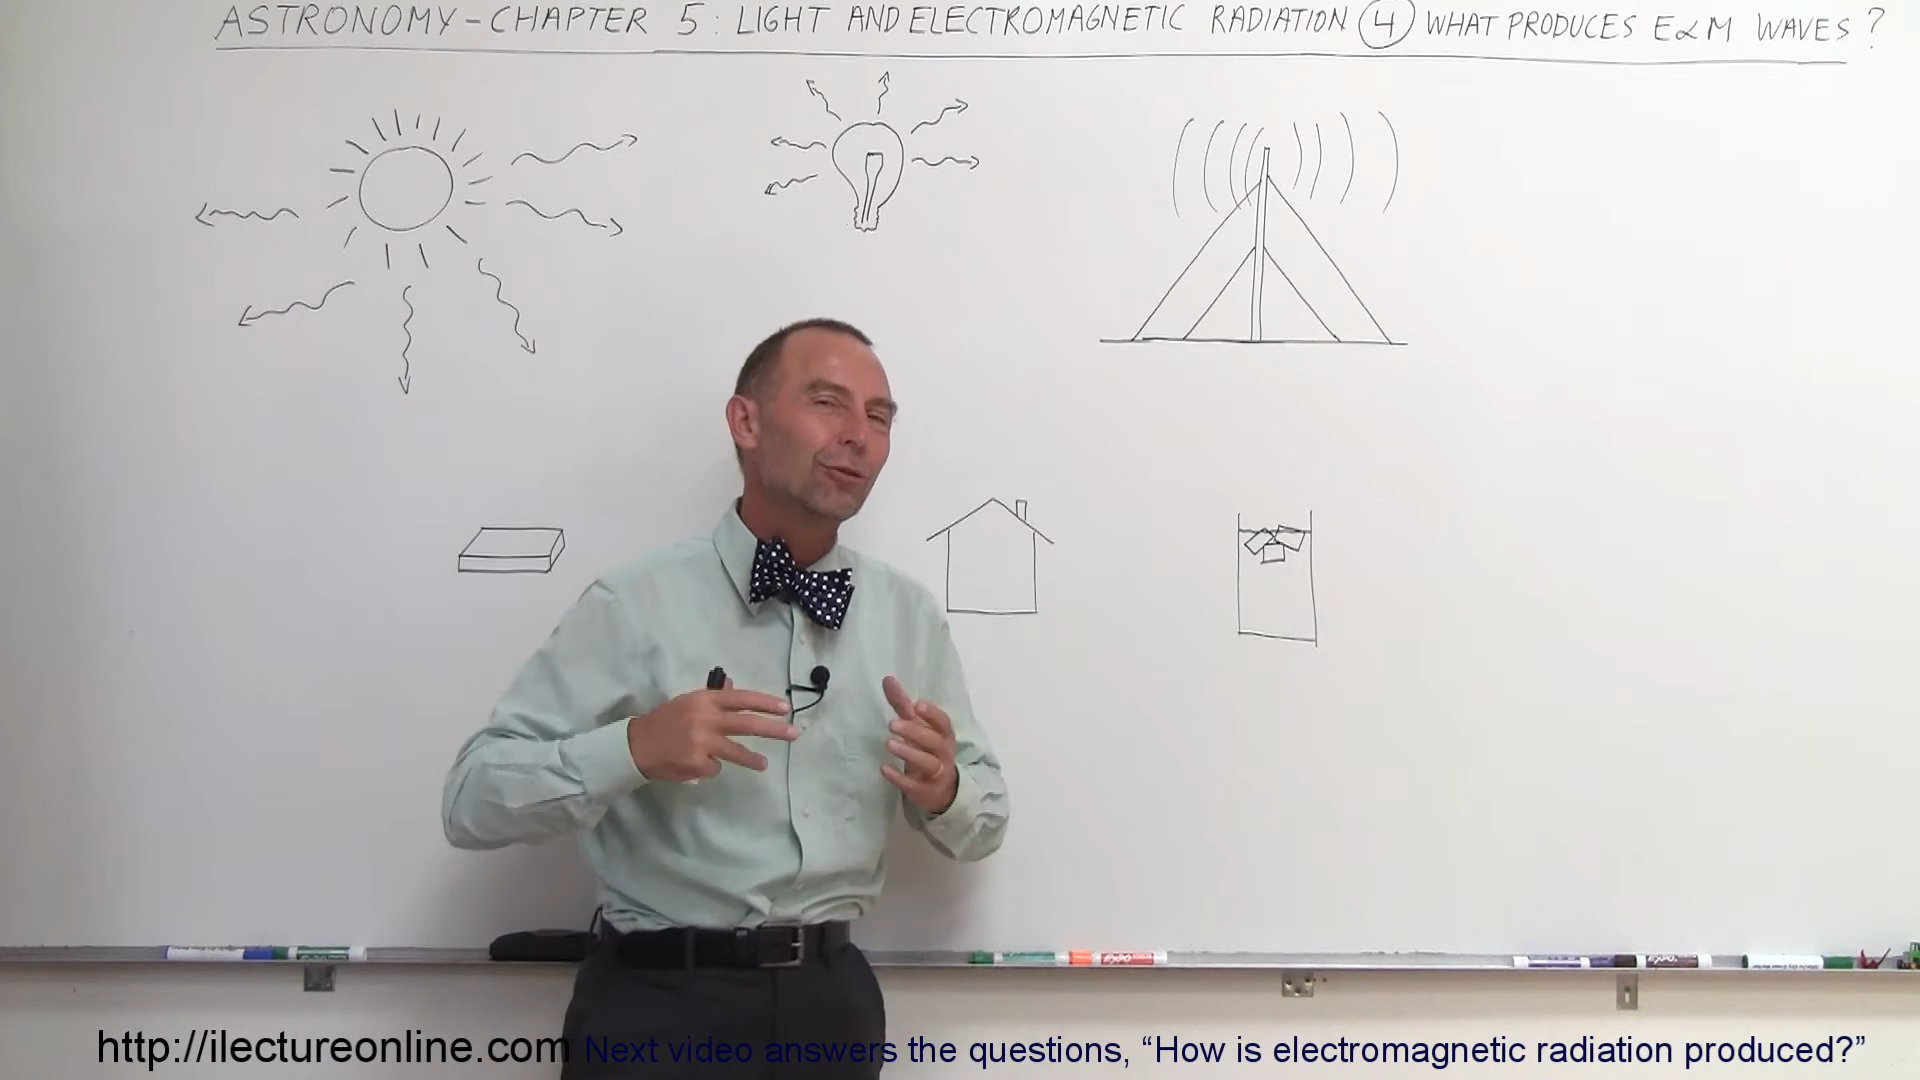 ASTRONOMY - CHAPTER 5: LIGHT AND ELECTROMAGNETIC RADIATION 4 WHAT PRODUCES E&M WAVES?
http://ilectureonline.com Next video answers the questions, “How is electromagnetic radiation produced?”